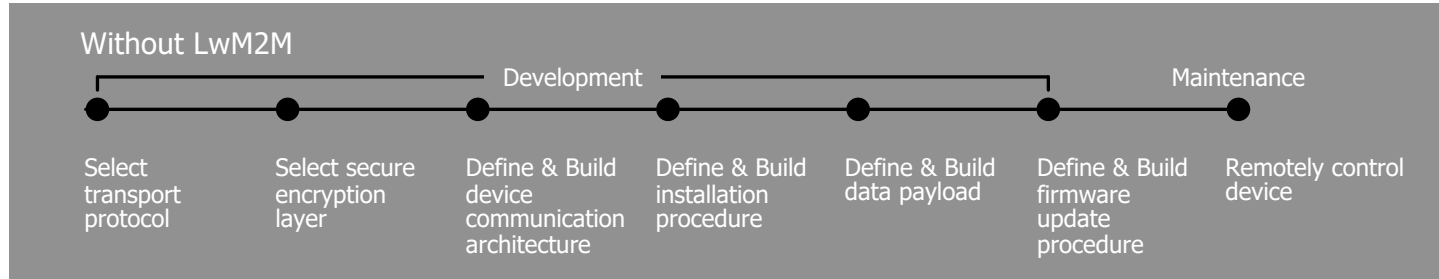 Without LwM2M
Development
Maintenance
Select
transport
protocol
Select secure
encryption
layer
Define & Build
device
communication
architecture
Define & Build
installation
procedure
Define & Build
data payload
Define & Build
firmware
update
procedure
Remotely control
device